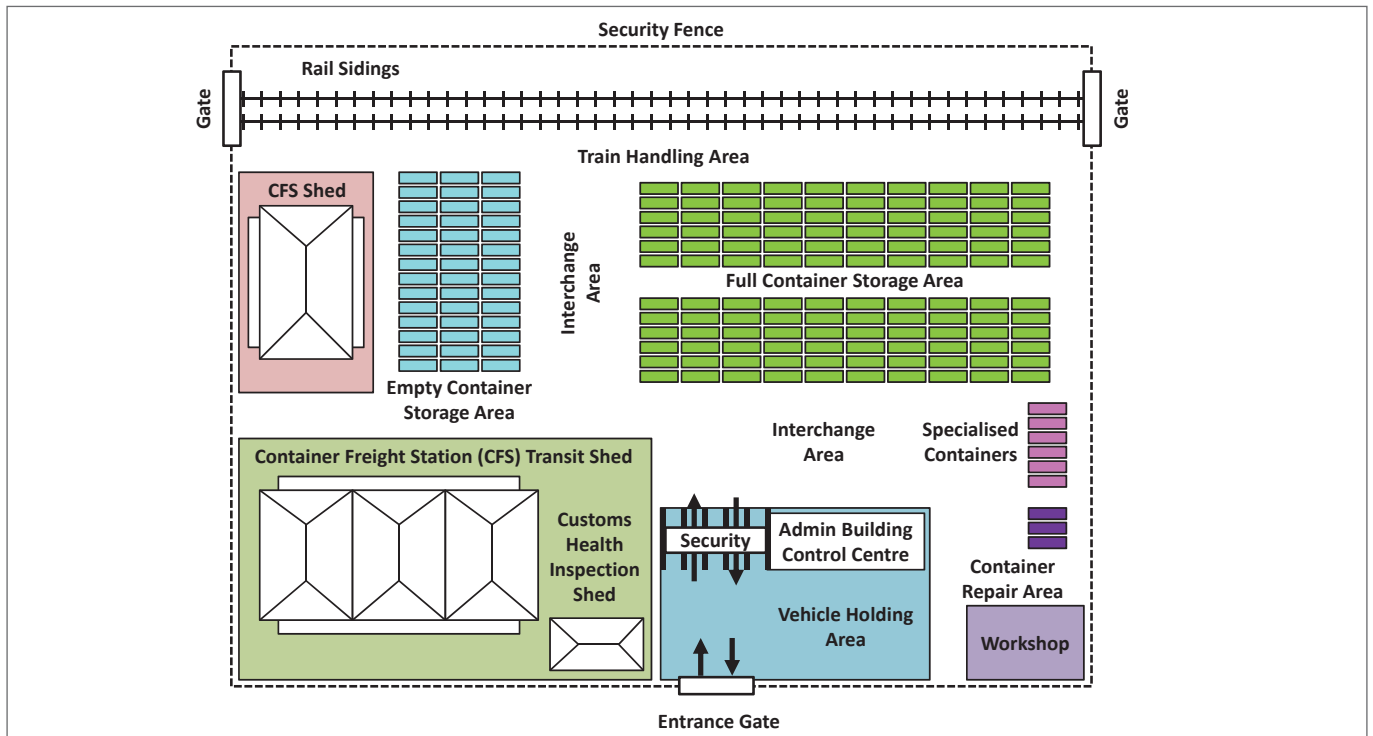 Security Fence
Rail Sidings
Gate
Gate
Train Handling Area
CFS Shed
Interchange
Area
Full Container Storage Area
Empty Container
Storage Area
Interchange
Area
Specialised
Containers
Container Freight Station (CFS) Transit Shed
Customs
Health
Inspection
Shed
Security
Admin Building
Control Centre
Container
Repair Area
Vehicle Holding
Area
Workshop
Entrance Gate